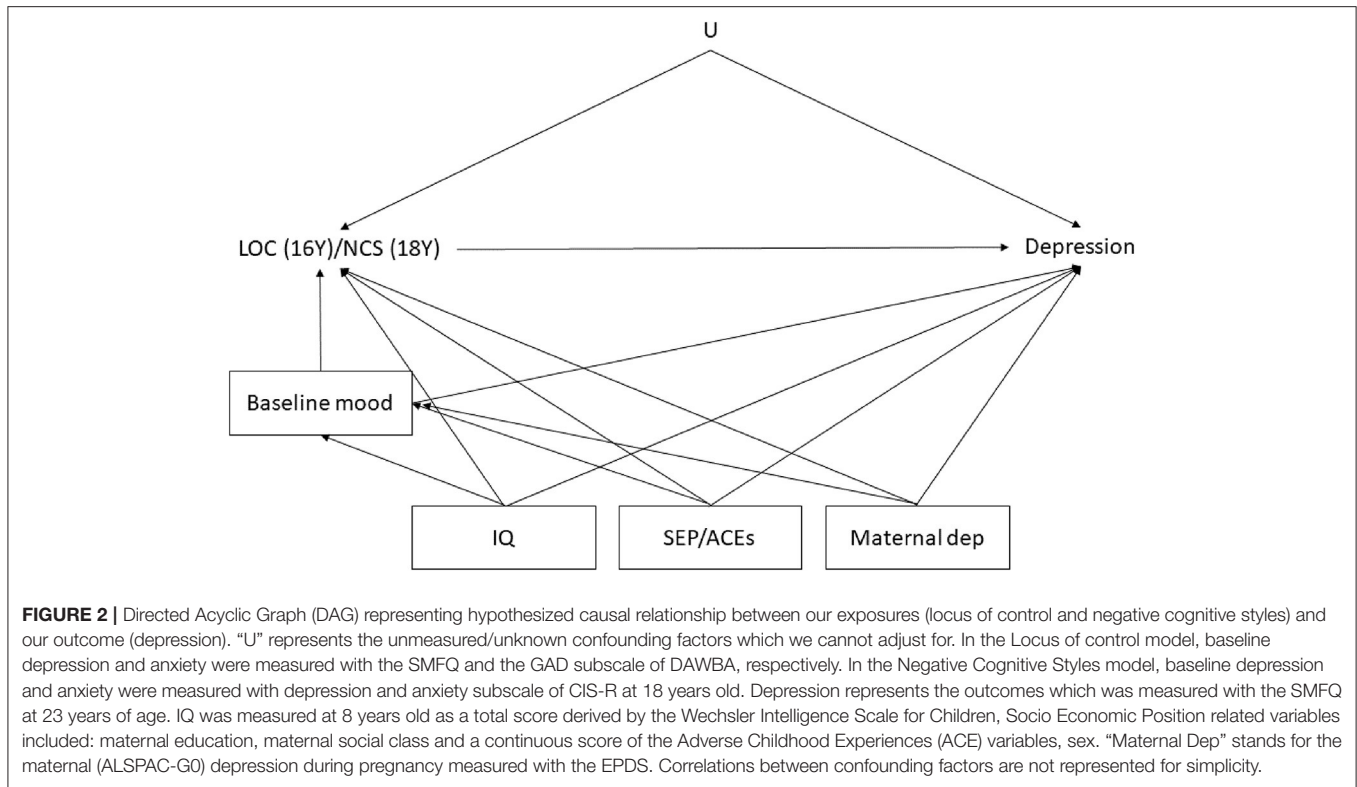 U
LOC (16Y)/NCS (18Y)
Depression
Baseline mood
IQ
SEP/ACEs
Maternal dep
FIGURE 2 | Directed Acyclic Graph (DAG) representing hypothesized causal relationship between our exposures (locus of control and negative cognitive styles) and
our outcome (depression). “U” represents the unmeasured/unknown confounding factors which we cannot adjust for. In the Locus of control model, baseline
depression and anxiety were measured with the SMFQ and the GAD subscale of DAWBA, respectively. In the Negative Cognitive Styles model, baseline depression
and anxiety were measured with depression and anxiety subscale of CIS-R at 18 years old. Depression represents the outcomes which was measured with the SMFQ
at 23 years of age. IQ was measured at 8 years old as a total score derived by the Wechsler Intelligence Scale for Children, Socio Economic Position related variables
included: maternal education, maternal social class and a continuous score of the Adverse Childhood Experiences (ACE) variables, sex. “Maternal Dep” stands for the
maternal (ALSPAC-G0) depression during pregnancy measured with the EPDS. Correlations between confounding factors are not represented for simplicity.